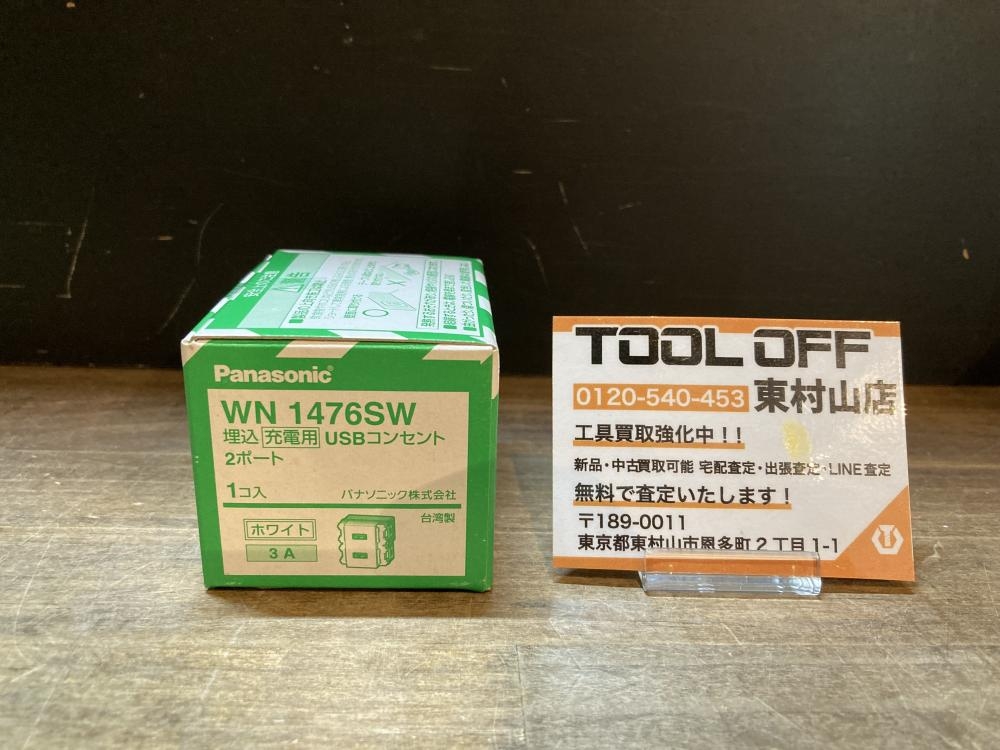 Panasonic®
WN 1476SW
埋込 充電用 USBコンセント
2ポート
1コ入 パナソニック株式会社
台湾製
ホワイト
3A
TOOL OFF
0120-540-453 東村山店
工具買取強化中!!
新品・中古買取可能 宅配査定・出張査定・LINE査定
無料で査定いたします!
〒189-0011
東京都東村山市恩多町2丁目1-1